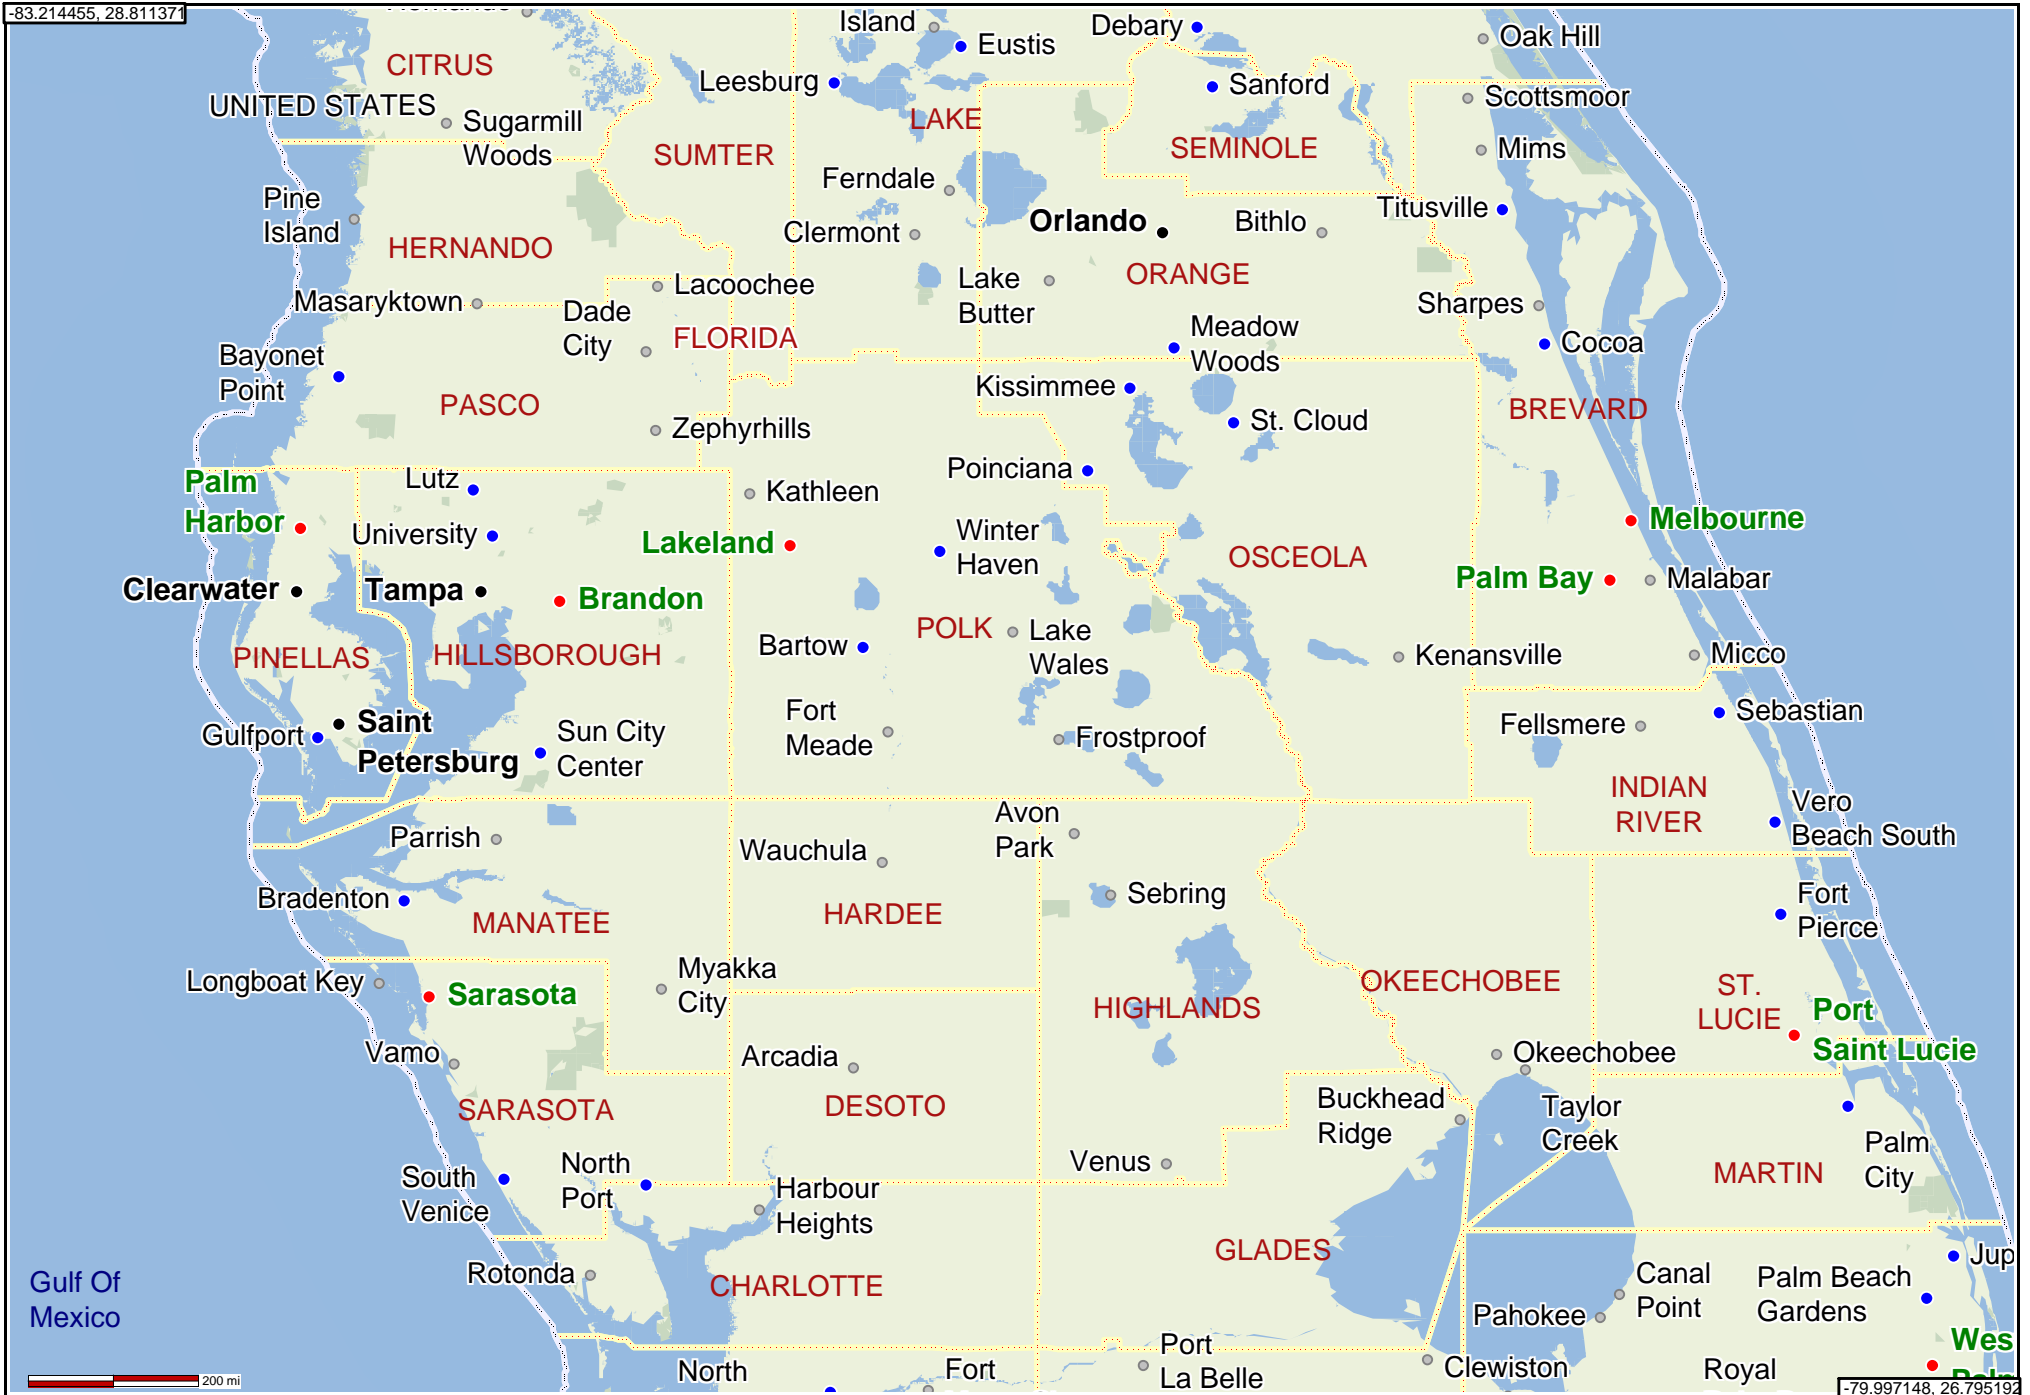 -83.214455, 28.811371
CITRUS
UNITED STATES
Sugarmill
Woods
Island
Eustis
Debary
Leesburg
Sanford
Oak Hill
Scottsmoor
LAKE
SUMTER
SEMINOLE
Mims
Pine
Island
Ferndale
Titusville
HERNANDO
Clermont
Orlando
Bithlo
Masaryktown
Lacoochee
Lake
Butter
ORANGE
Dade
City
FLORIDA
Sharpes
Meadow
Woods
Cocoa
Bayonet
Point
Kissimmee
PASCO
BREVARD
Zephyrhills
St. Cloud
Poinciana
Palm
Harbor
Lutz
Kathleen
University
Lakeland
Winter
Haven
Melbourne
OSCEOLA
Clearwater
Tampa
Brandon
Palm Bay
Malabar
PINELLAS
HILLSBOROUGH
Bartow
POLK
Lake
Wales
Kenansville
Micco
Gulfport
Saint
Petersburg
Sun City
Center
Fort
Meade
Frostproof
Fellsmere
Sebastian
INDIAN
RIVER
Vero
Beach South
Parrish
Wauchula
Avon
Park
Bradenton
MANATEE
HARDEE
Sebring
Fort
Pierce
Longboat Key
Sarasota
Myakka
City
HIGHLANDS
OKEECHOBEE
ST.
LUCIE
Port
Saint Lucie
Vamo
Arcadia
Okeechobee
SARASOTA
DESOTO
Buckhead
Ridge
Taylor
Creek
Palm
City
South
Venice
North
Port
Harbour
Heights
Venus
MARTIN
Rotonda
CHARLOTTE
GLADES
Jup
Gulf Of
Mexico
Canal
Point
Palm Beach
Gardens
Pahokee
Wes
200 mi
North
Fort
Port
La Belle
Clewiston
Royal
-79.997148, 26.795192